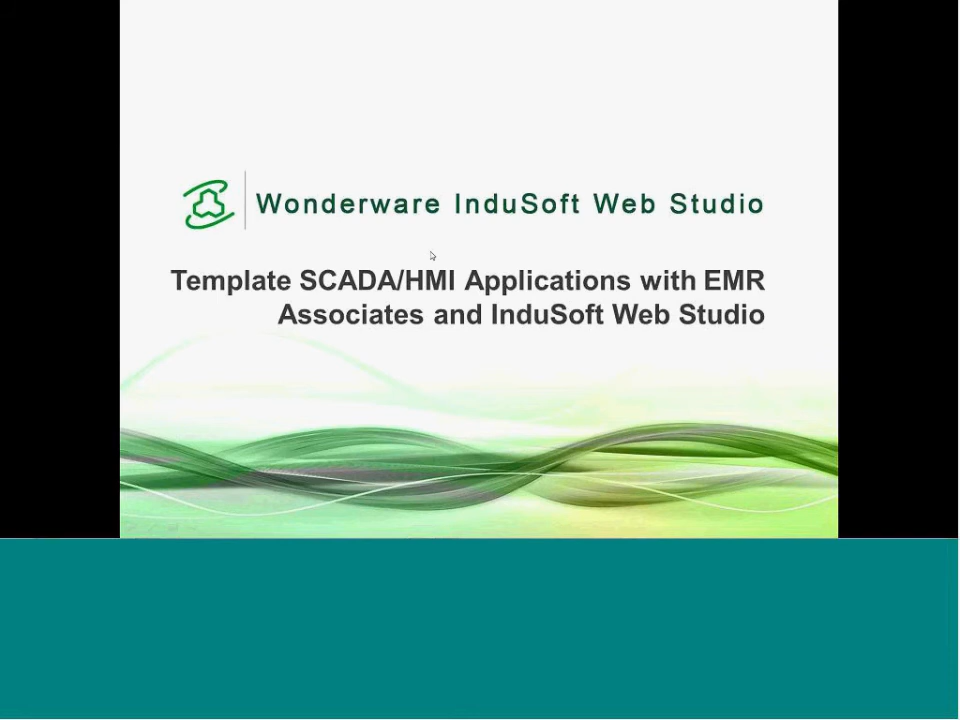 Wonderware InduSoft Web Studio
Template SCADA/HMI Applications with EMR
Associates and InduSoft Web Studio